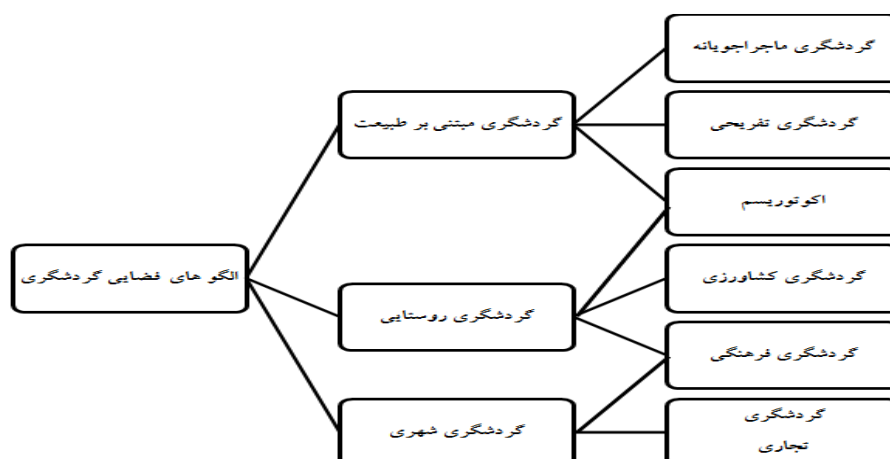 گردشگری ماجراجویانه
گردشگری مبتنی بر طبیعت
گردشگری تفریحی
اکوتوریسم
الگو های فضایی گردشگری
گردشگری کشاورزی
گردشگری روستایی
گردشگری فرهنگی
گردشگری شهری
گردشگری
تجاری